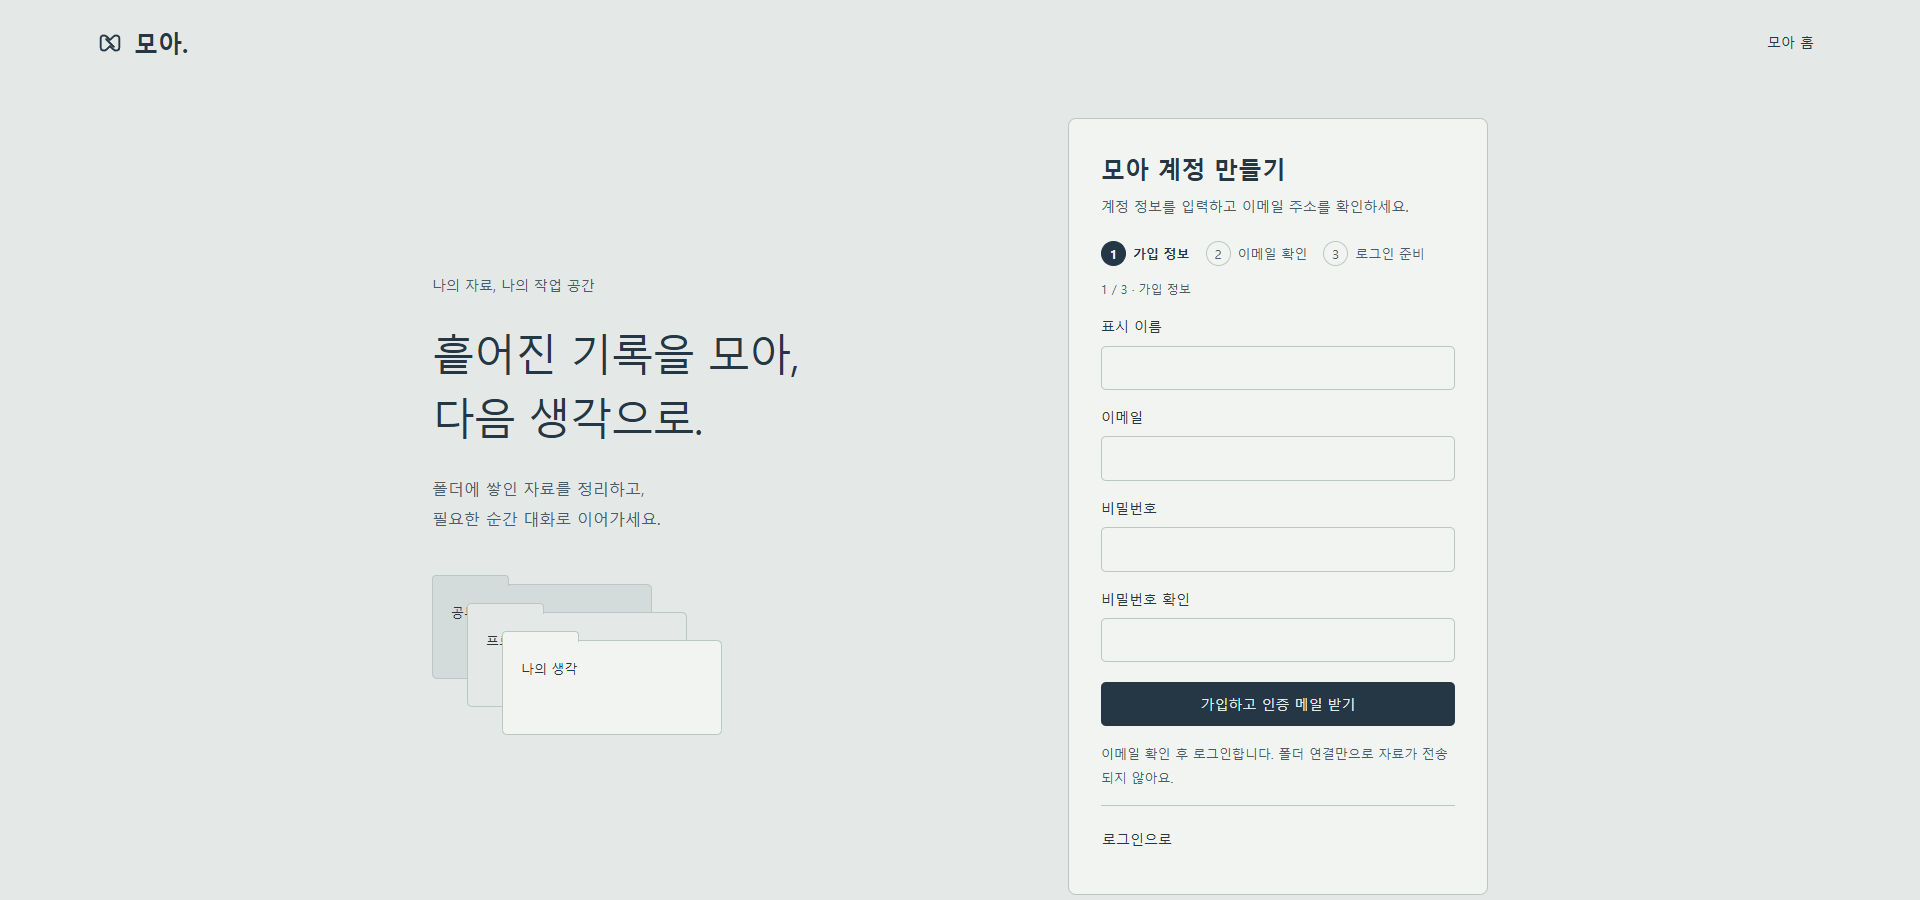 모아.
모아 홈
나의 자료, 나의 작업 공간
흩어진 기록을 모아,
다음 생각으로.
폴더에 쌓인 자료를 정리하고,
필요한 순간 대화로 이어가세요.
나의 생각
모아 계정 만들기
계정 정보를 입력하고 이메일 주소를 확인하세요.
1 가입 정보 2 이메일 확인 3 로그인 준비
1 / 3 · 가입 정보
표시 이름
이메일
비밀번호
비밀번호 확인
가입하고 인증 메일 받기
이메일 확인 후 로그인합니다. 폴더 연결만으로 자료가 전송
되지 않아요.
로그인으로